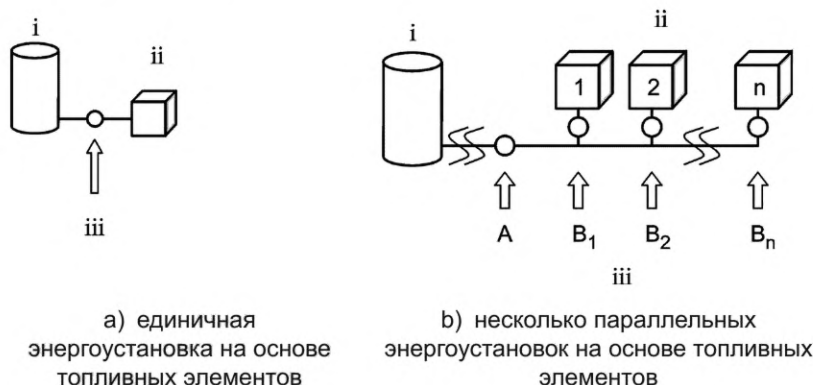 i
ii
iii
a) единичная
энергоустановка на основе
топливных элементов
i
ii
1 2 n
A B₁ B₂ Bₙ
iii
b) несколько параллельных
энергоустановок на основе топливных
элементов